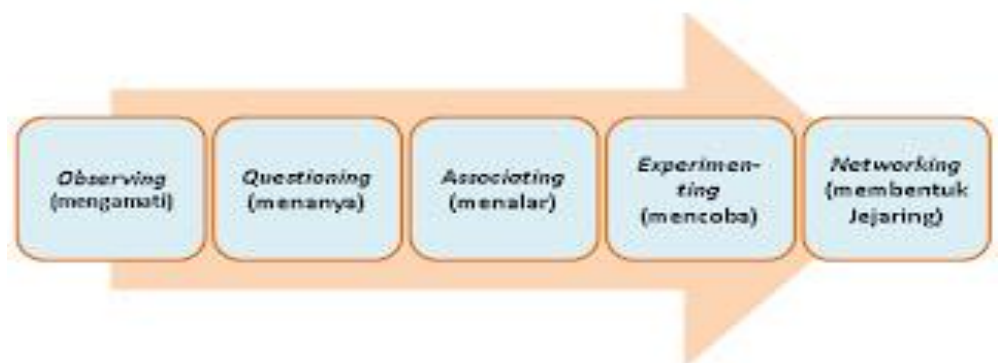 Observing
(mengamati)
Questioning
(menanya)
Associating
(menalar)
Experimen-
ting
(mencoba)
Networking
(membentuk
Jejaring)